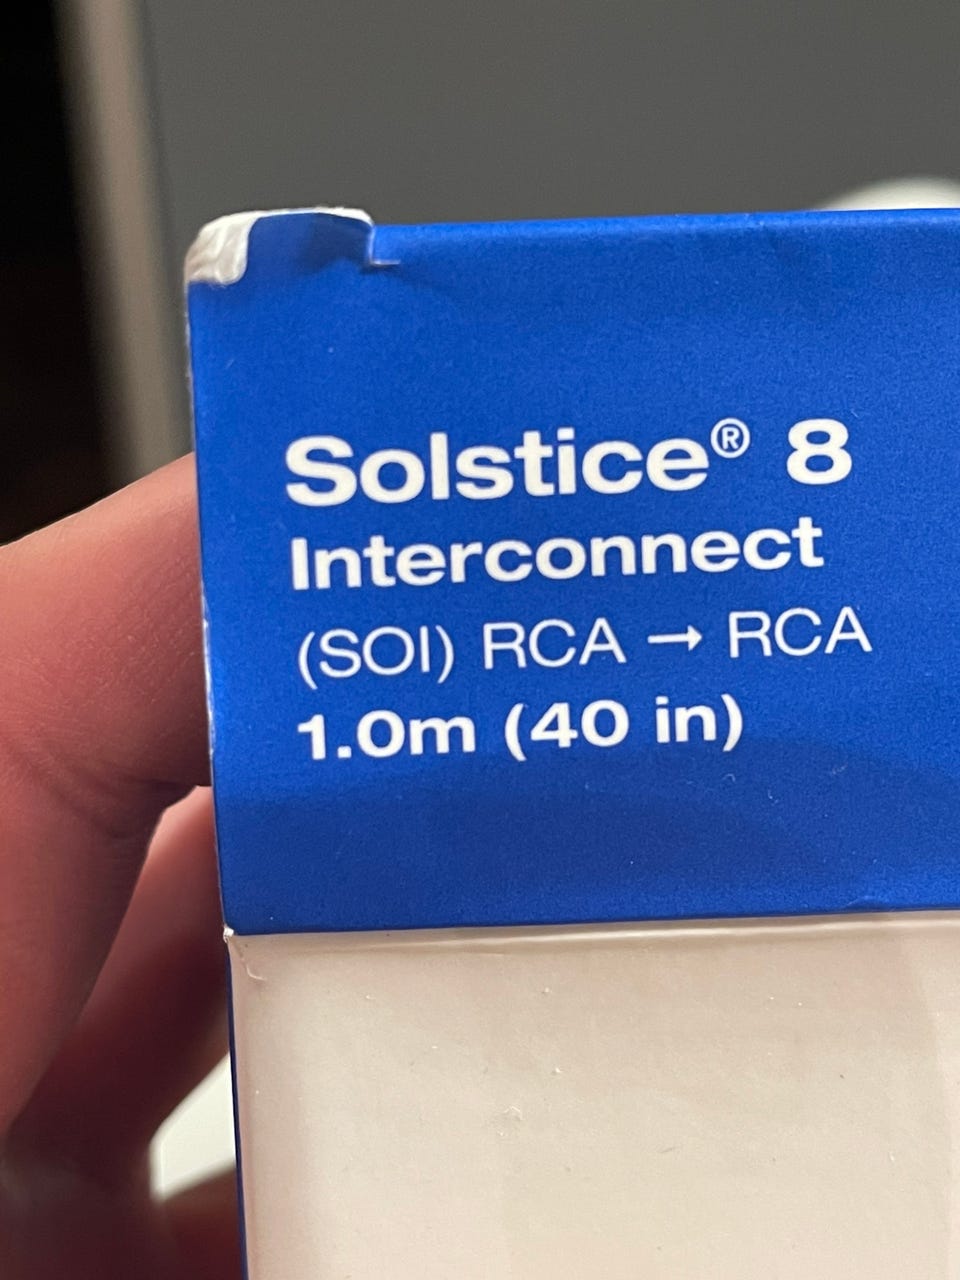 Solstice® 8
Interconnect
(SOI) RCA → RCA
1.0m (40 in)